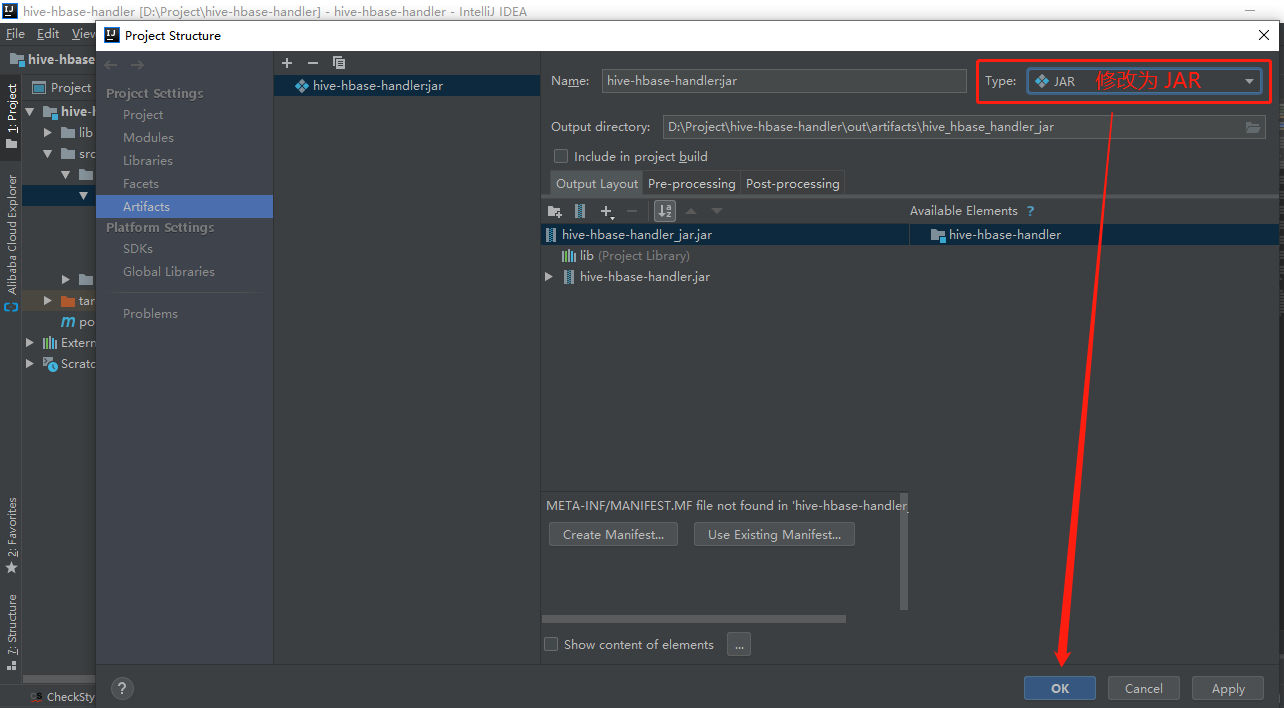 hive-hbase-handler [D:\Project\hive-hbase-handler] - hive-hbase-handler - IntelliJ IDEA
File Edit View
Project Structure
hive-hbase
Project
1: Project
Alibaba Cloud Explorer
2: Favorites
7: Structure
lib
src
tar
m po
Extern
Scratc
CheckSty
Project Settings
Project
Modules
Libraries
Facets
Artifacts
Platform Settings
SDKs
Global Libraries
Problems
hive-hbase-handler:jar
Name: hive-hbase-handler:jar
Type: JAR 修改为 JAR
Output directory: D:\Project\hive-hbase-handler\out\artifacts\hive_hbase_handler_jar
Include in project build
Output Layout Pre-processing Post-processing
Available Elements ?
hive-hbase-handler_jar.jar
hive-hbase-handler
lib (Project Library)
hive-hbase-handler.jar
META-INF/MANIFEST.MF file not found in 'hive-hbase-handler_
Create Manifest... Use Existing Manifest...
Show content of elements ...
? OK Cancel Apply